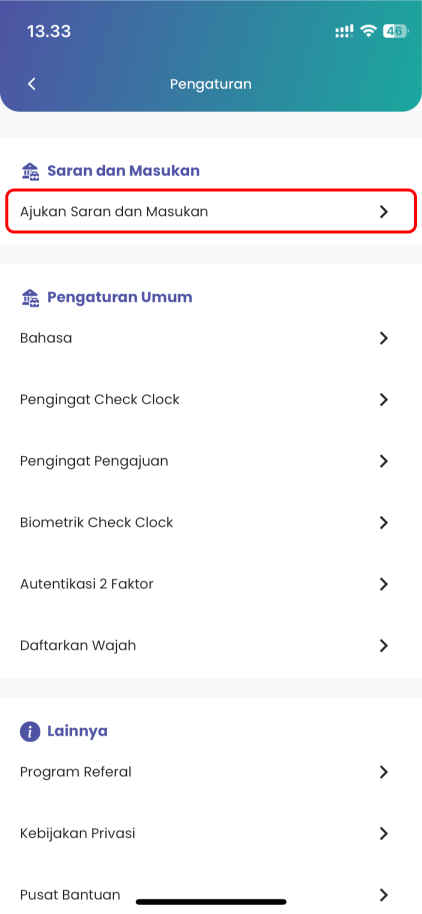 13.33
46
Pengaturan
Saran dan Masukan
Ajukan Saran dan Masukan
Pengaturan Umum
Bahasa
Pengingat Check Clock
Pengingat Pengajuan
Biometrik Check Clock
Autentikasi 2 Faktor
Daftarkan Wajah
Lainnya
Program Referal
Kebijakan Privasi
Pusat Bantuan